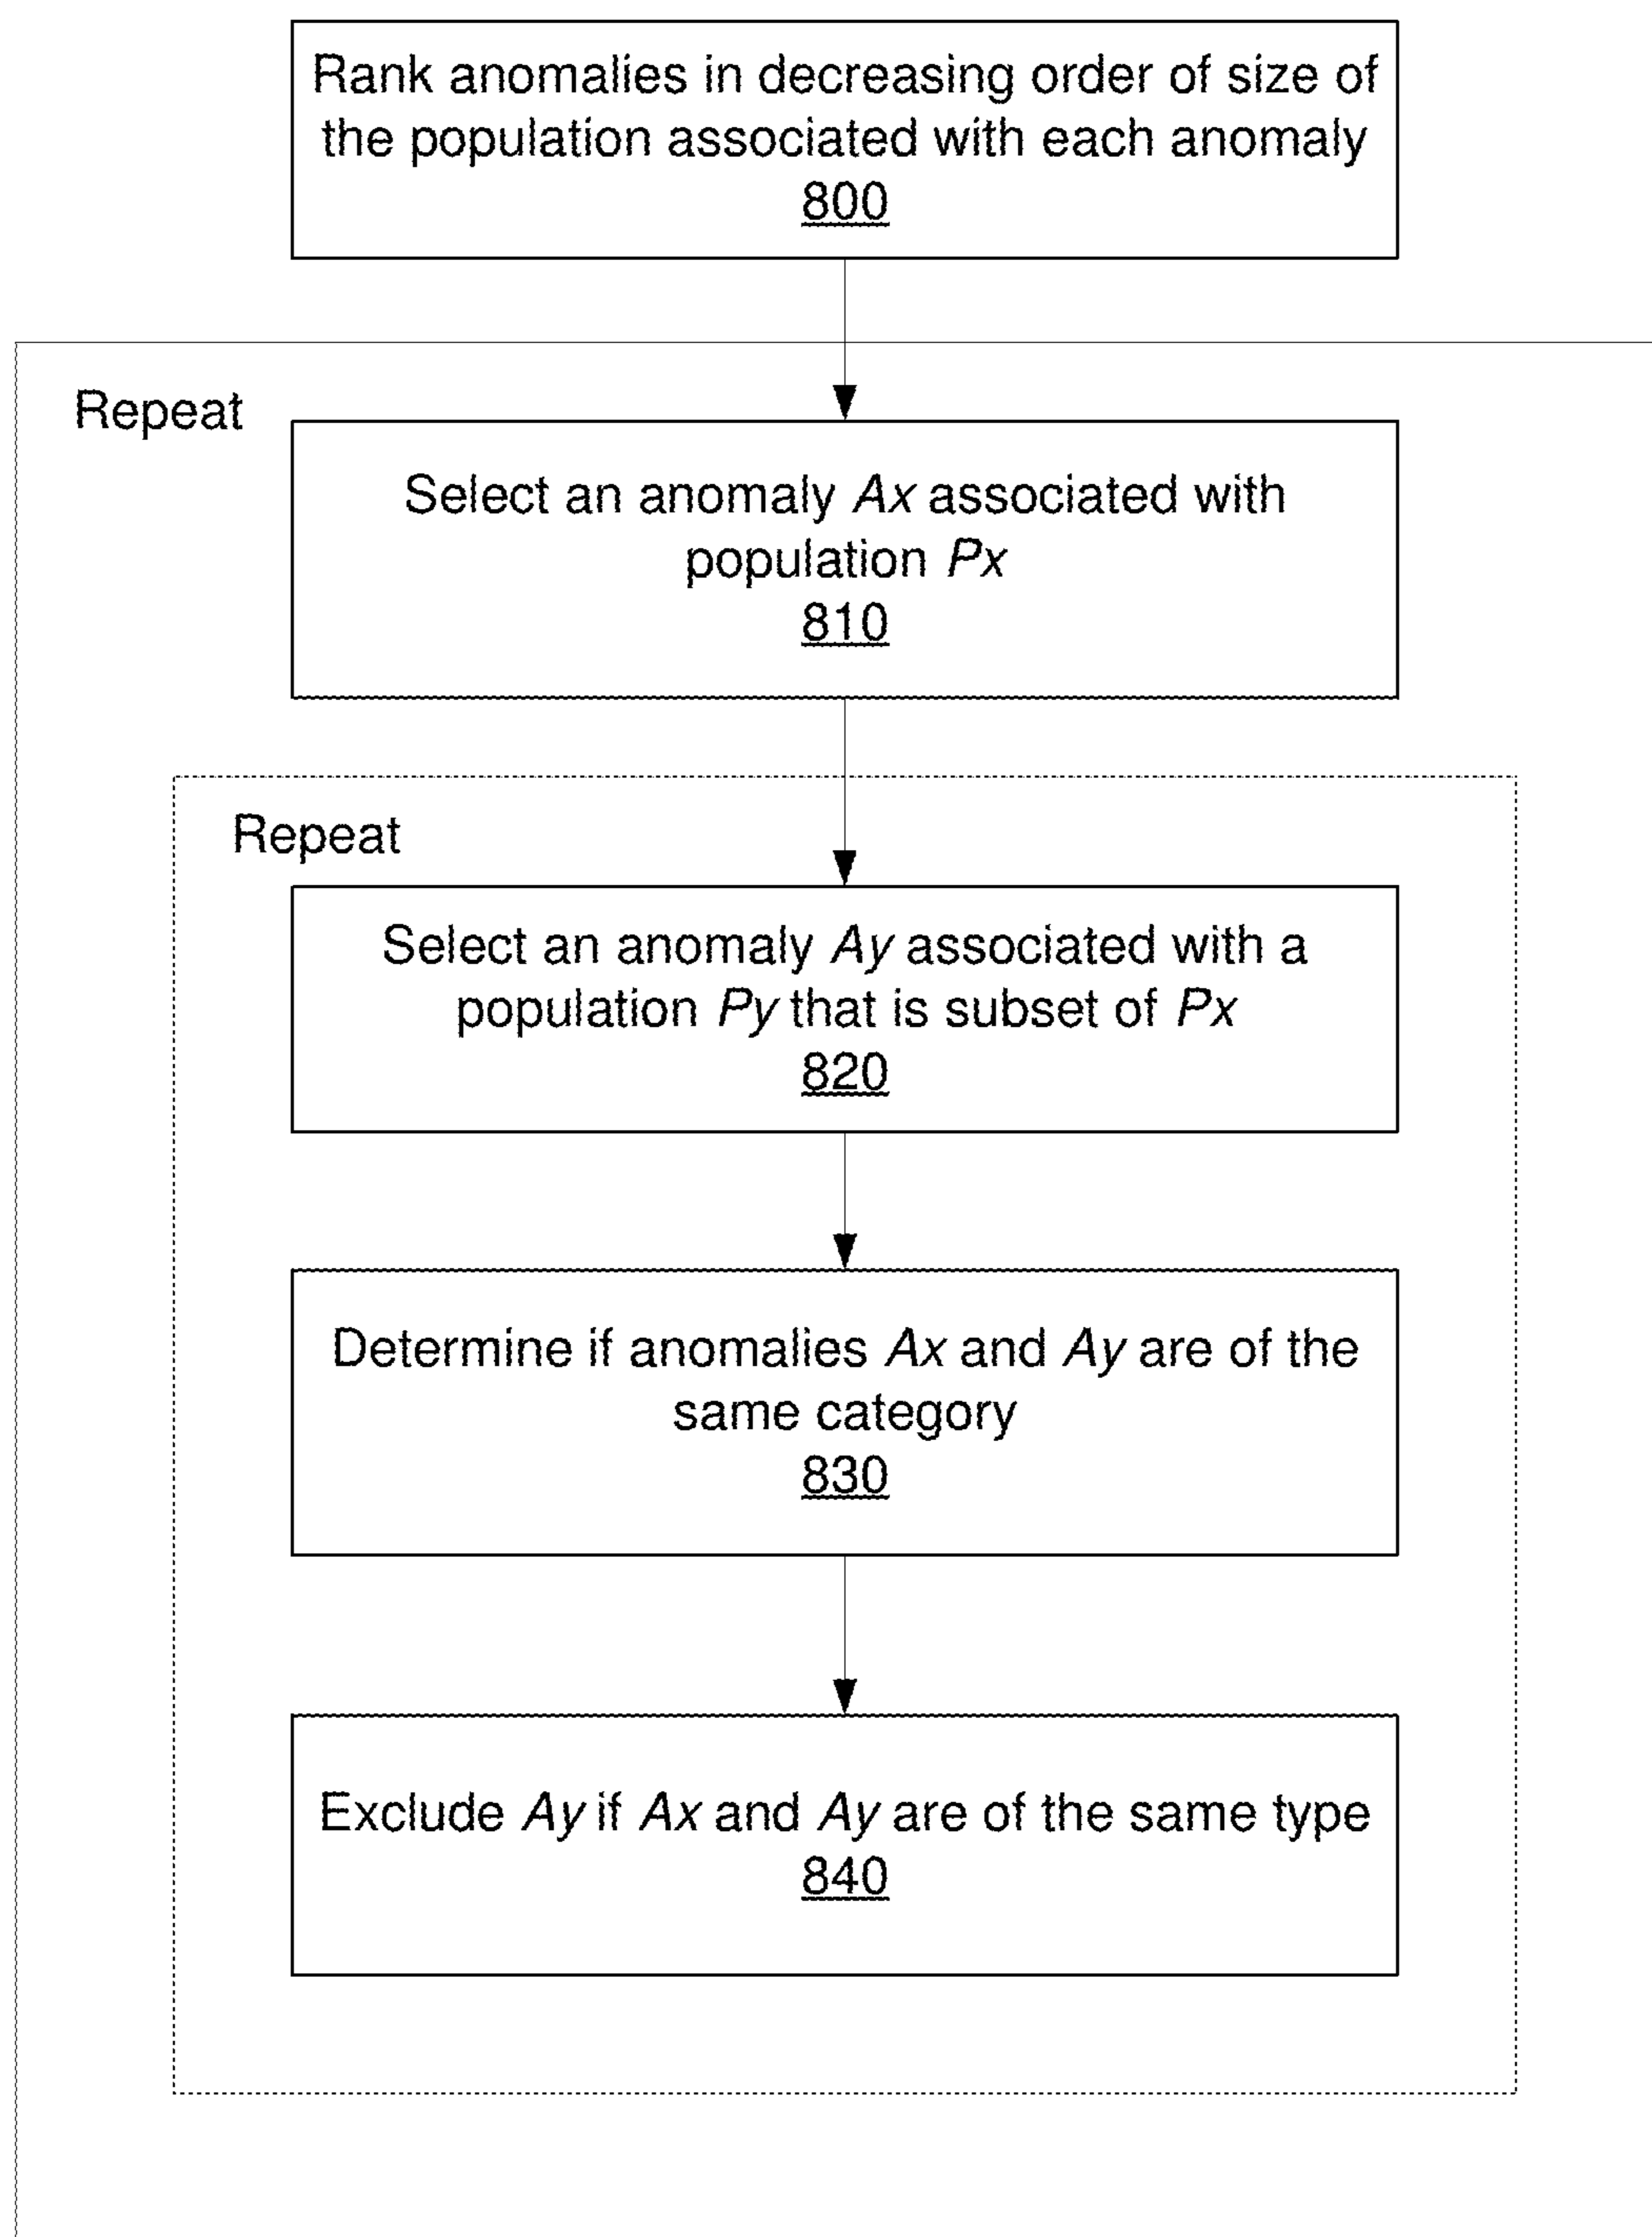 Rank anomalies in decreasing order of size of
the population associated with each anomaly
800
Repeat
Select an anomaly Ax associated with
population Px
810
Repeat
Select an anomaly Ay associated with a
population Py that is subset of Px
820
Determine if anomalies Ax and Ay are of the
same category
830
Exclude Ay if Ax and Ay are of the same type
840